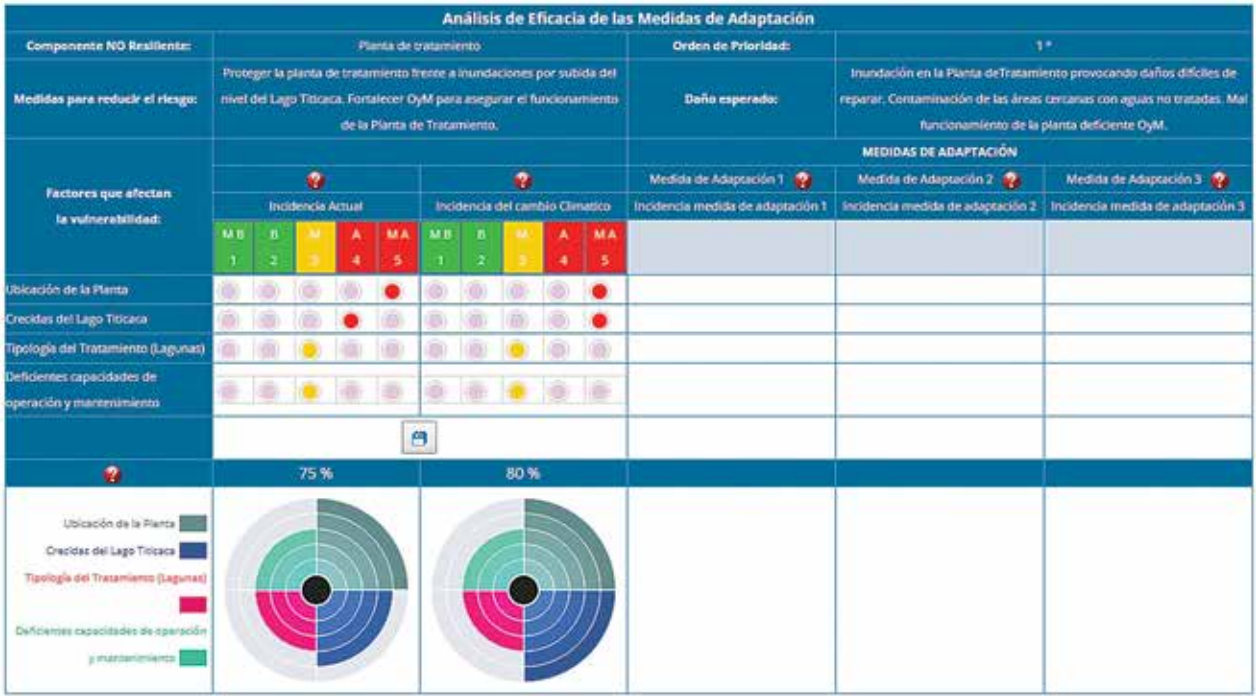 Análisis de Eficacia de las Medidas de Adaptación
Componente NO Resiliente:
Planta de tratamiento
Orden de Prioridad:
1 º
Medidas para reducir el riesgo:
Proteger la planta de tratamiento frente a inundaciones por subida del
nivel del Lago Titicaca. Fortalecer OyM para asegurar el funcionamiento
de la Planta de Tratamiento.
Daño esperado:
Inundación en la Planta deTratamiento provocando daños difíciles de
reparar. Contaminación de las áreas cercanas con aguas no tratadas. Mal
funcionamiento de la planta deficiente OyM.
Factores que afectan
la vulnerabilidad:
MEDIDAS DE ADAPTACIÓN
? ? Medida de Adaptación 1 ? Medida de Adaptación 2 ? Medida de Adaptación 3 ?
Incidencia Actual
Incidencia del cambio Climatico
Incidencia medida de adaptación 1
Incidencia medida de adaptación 2
Incidencia medida de adaptación 3
M B B M A M A M B B M A M A
1 2 3 4 5 1 2 3 4 5
Ubicación de la Planta
Crecidas del Lago Titicaca
Tipología del Tratamiento (Lagunas)
Deficientes capacidades de
operación y mantenimiento
? 75 % 80 %
Ubicación de la Planta
Crecidas del Lago Titicaca
Tipología del Tratamiento (Lagunas)
Deficientes capacidades de operación
y mantenimiento